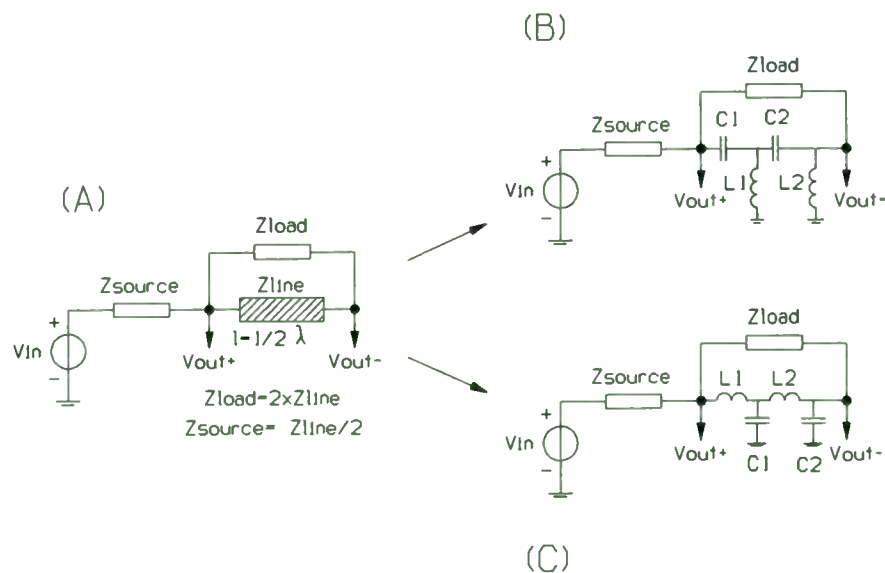 (A)
Zload
Zsource
Zline
+
Vin
-
l-1/2 λ
Vout+
Vout-
Zload=2xZline
Zsource= Zline/2
(B)
Zload
C1
C2
Zsource
+
Vin
-
L1
L2
Vout+
Vout-
Zload
Zsource
L1
L2
+
Vin
-
Vout+
C1
C2
Vout-
(C)